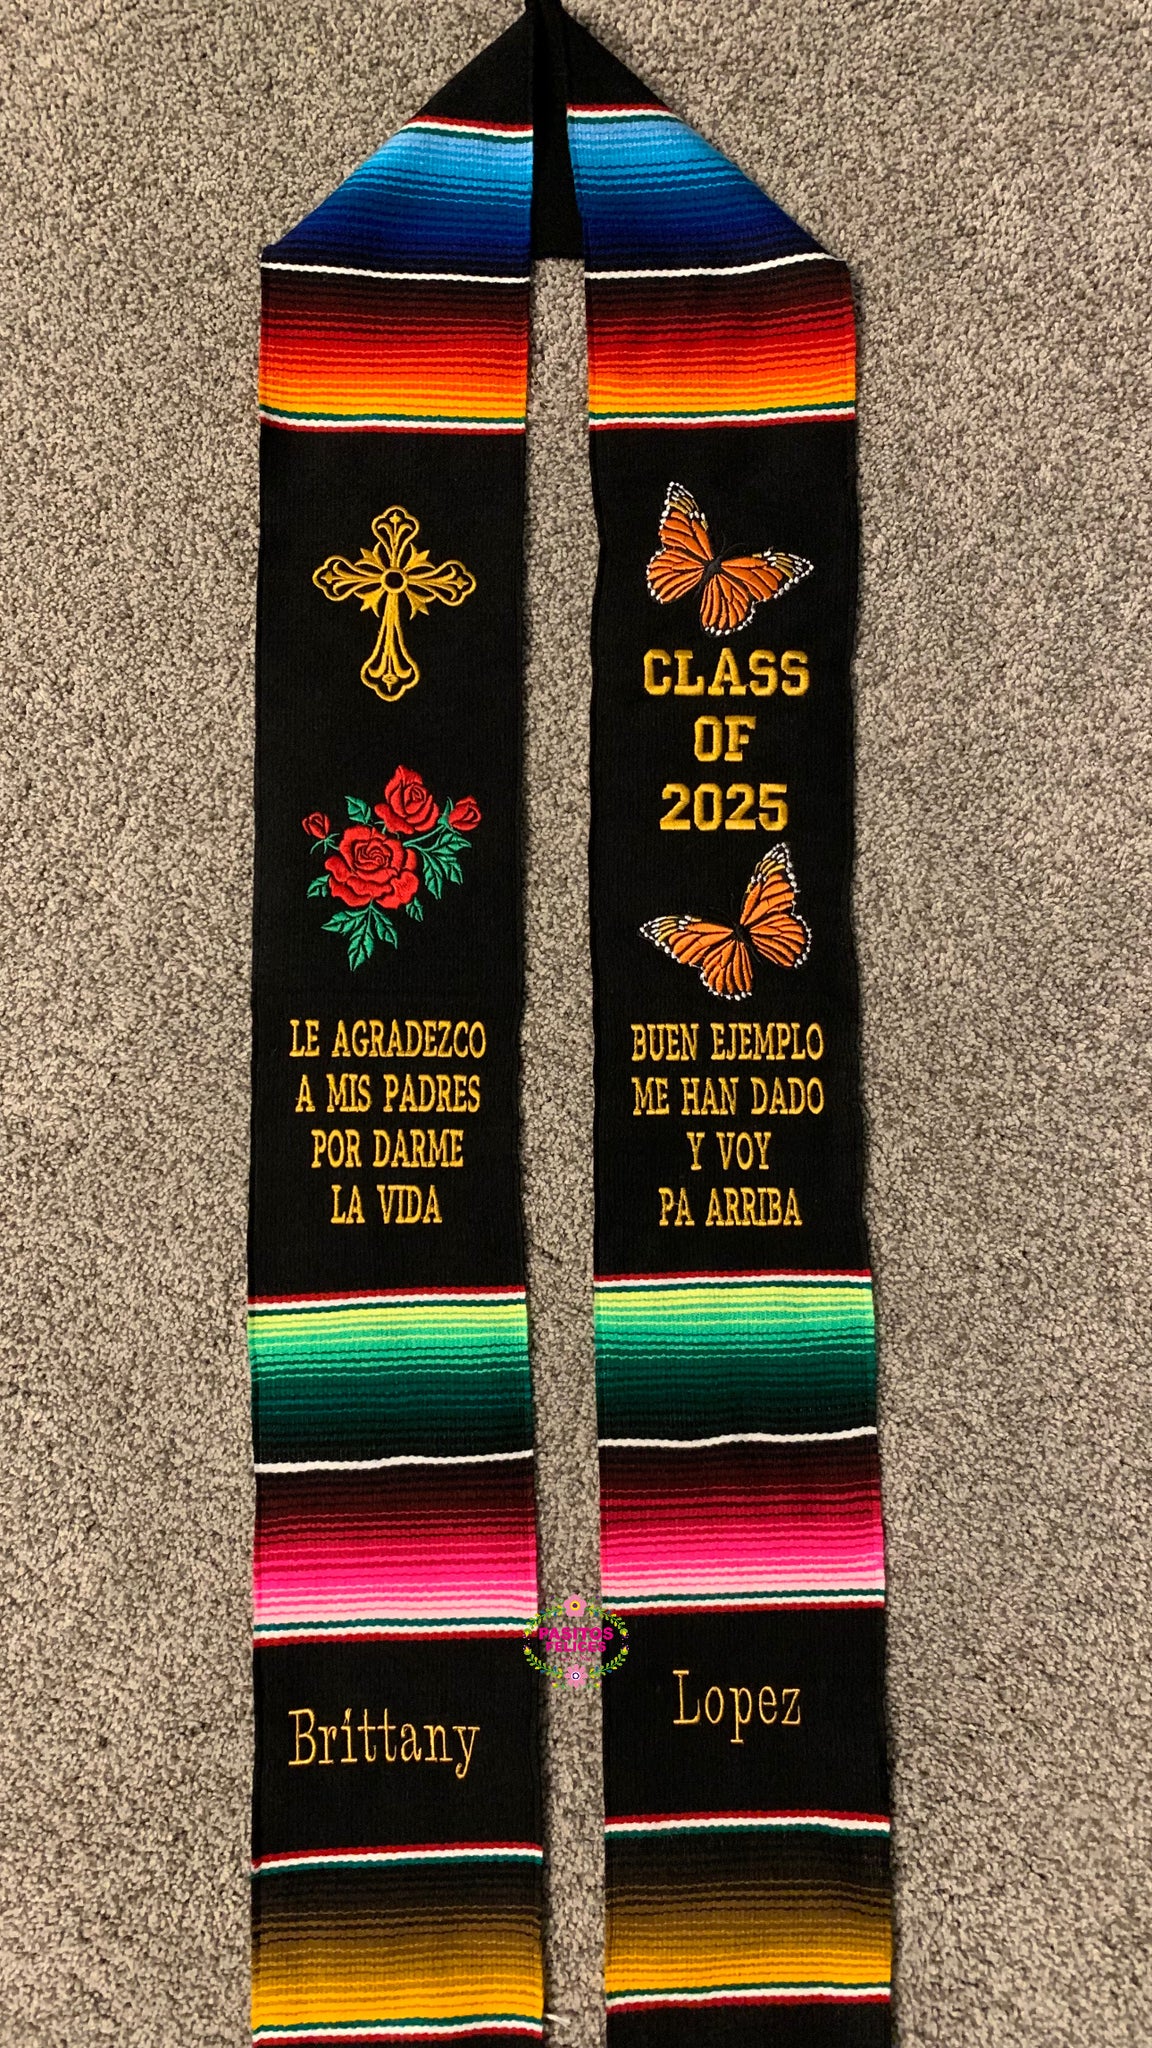 LE AGRADEZCO
A MIS PADRES
POR DARME
LA VIDA
CLASS
OF
2025
BUEN EJEMPLO
ME HAN DADO
Y VOY
PA ARRIBA
PASITOS
FELICES
Brittany
Lopez